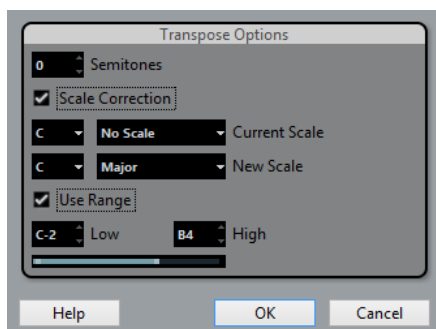 Transpose Options
0 Semitones
Scale Correction
C No Scale Current Scale
C Major New Scale
Use Range
C-2 Low B4 High
Help OK Cancel